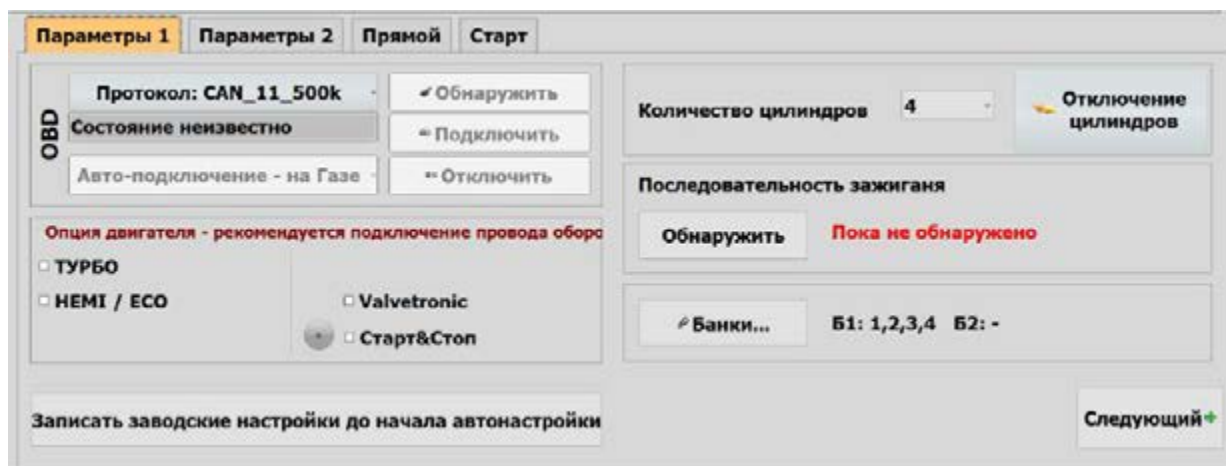 Параметры 1 Параметры 2 Прямой Старт
OBD
Протокол: CAN_11_500k
Обнаружить
Состояние неизвестно
Подключить
Авто-подключение - на Газе
Отключить
Опция двигателя - рекомендуется подключение провода оборо
ТУРБО
HEMI / ECO
Valvetronic
Старт&Стоп
Записать заводские настройки до начала автонастройки
Количество цилиндров 4
Отключение
цилиндров
Последовательность зажиганя
Обнаружить Пока не обнаружено
Банки... Б1: 1,2,3,4 Б2: -
Следующий